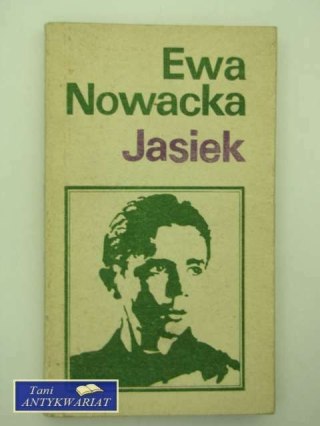 Ewa
Nowacka
Jasiek
Tani
ANTYKWARIAT